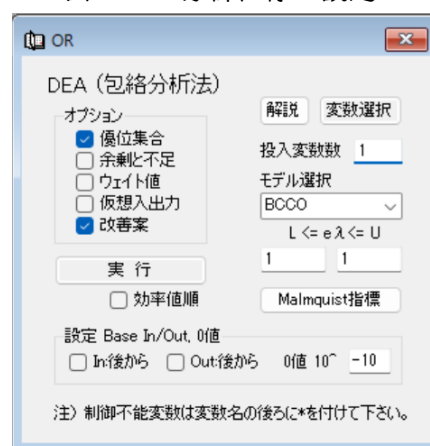 OR
DEA (包絡分析法)
オプション
優位集合
余剰と不足
ウェイト値
仮想入出力
改善案
解説 変数選択
投入変数数 1
モデル選択
BCCO
L <= eλ <= U
1 1
実 行
効率値順
Malmquist指標
設定 Base In/Out, 0値
In:後から Out:後から 0値 10^ -10
注) 制御不能変数は変数名の後ろに*を付けて下さい。